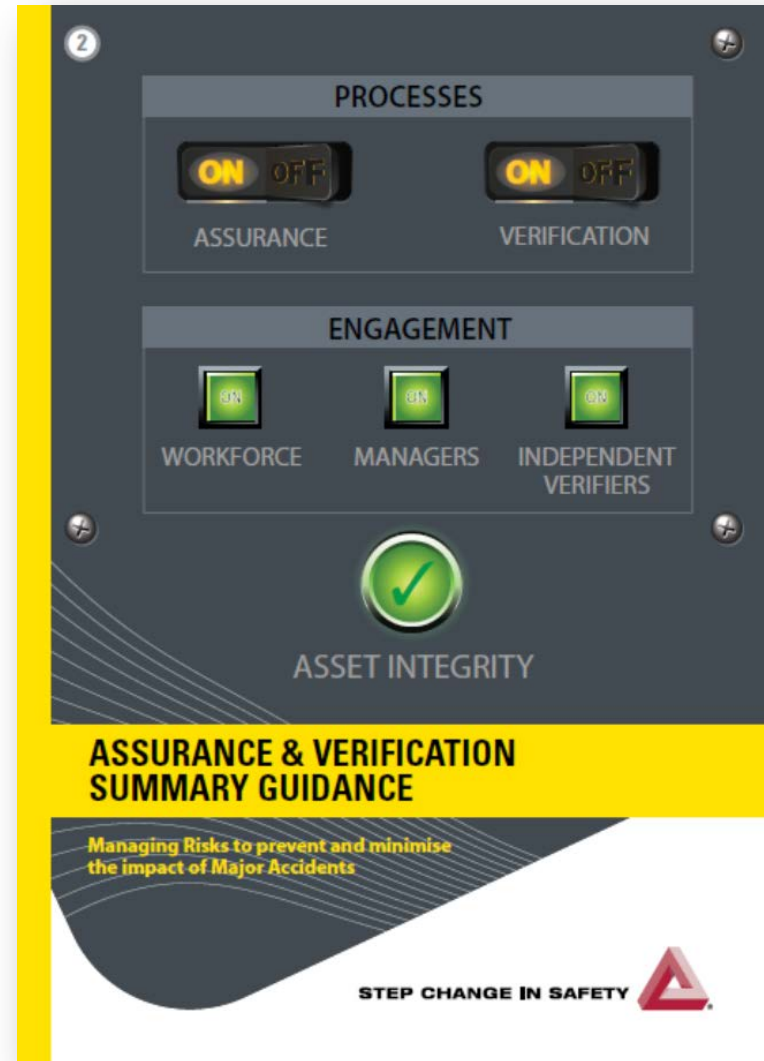 2
PROCESSES
ON OFF
ON OFF
ASSURANCE
VERIFICATION
ENGAGEMENT
ON
ON
ON
WORKFORCE
MANAGERS
INDEPENDENT
VERIFIERS
ASSET INTEGRITY
ASSURANCE & VERIFICATION
SUMMARY GUIDANCE
Managing Risks to prevent and minimise
the impact of Major Accidents
STEP CHANGE IN SAFETY